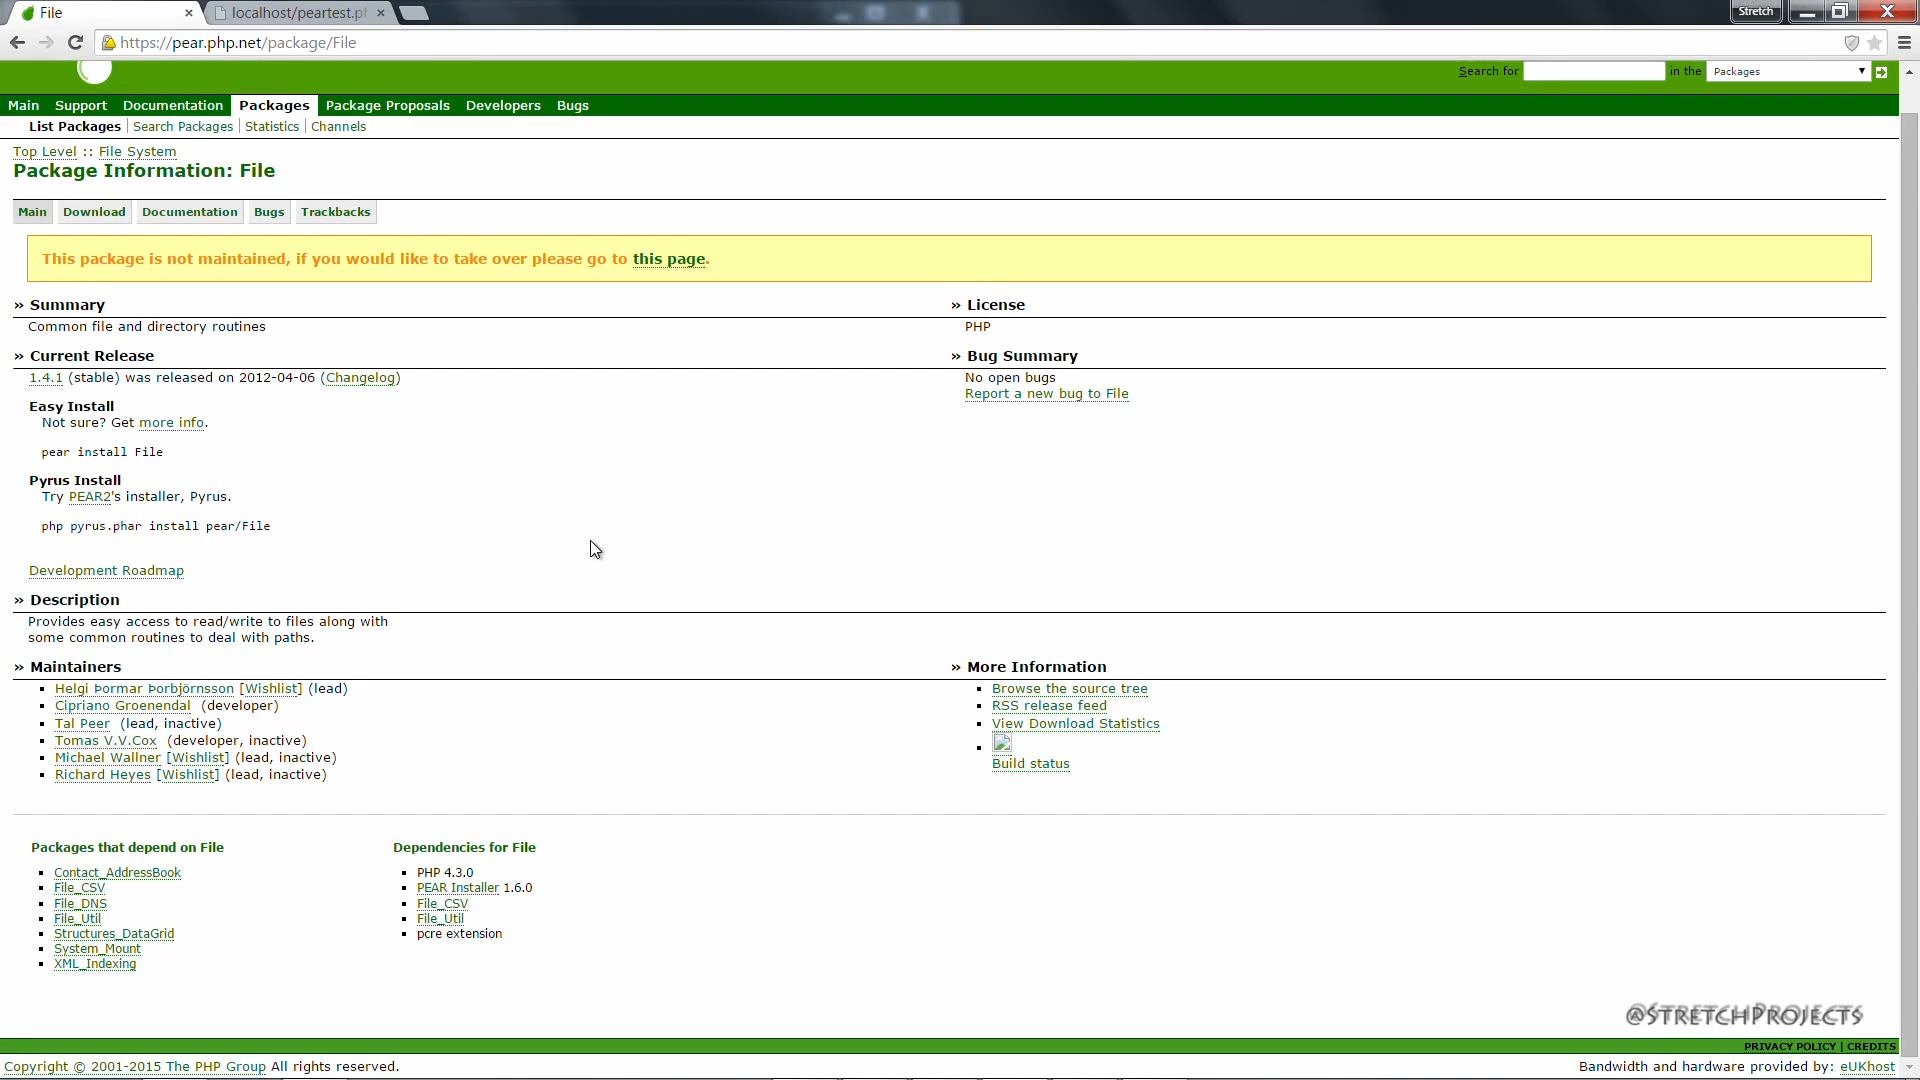 File
localhost/peartest.ph
Stretch
https://pear.php.net/package/File
Search for
in the
Packages
Main Support Documentation Packages Package Proposals Developers Bugs
List Packages Search Packages Statistics Channels
Top Level :: File System
Package Information: File
Main Download Documentation Bugs Trackbacks
This package is not maintained, if you would like to take over please go to this page.
» Summary
Common file and directory routines
» License
PHP
» Current Release
1.4.1 (stable) was released on 2012-04-06 (Changelog)
» Bug Summary
No open bugs
Report a new bug to File
Easy Install
Not sure? Get more info.
pear install File
Pyrus Install
Try PEAR2's installer, Pyrus.
php pyrus.phar install pear/File
Development Roadmap
» Description
Provides easy access to read/write to files along with
some common routines to deal with paths.
» Maintainers
Helgi Þormar Þorbjörnsson [Wishlist] (lead)
Cipriano Groenendal (developer)
Tal Peer (lead, inactive)
Tomas V.V.Cox (developer, inactive)
Michael Wallner [Wishlist] (lead, inactive)
Richard Heyes [Wishlist] (lead, inactive)
» More Information
Browse the source tree
RSS release feed
View Download Statistics
Build status
Packages that depend on File
Contact_AddressBook
File_CSV
File_DNS
File_Util
Structures_DataGrid
System_Mount
XML_Indexing
Dependencies for File
PHP 4.3.0
PEAR Installer 1.6.0
File_CSV
File_Util
pcre extension
@StretchProjects
PRIVACY POLICY | CREDITS
Copyright © 2001-2015 The PHP Group All rights reserved.
Bandwidth and hardware provided by: eUKhost